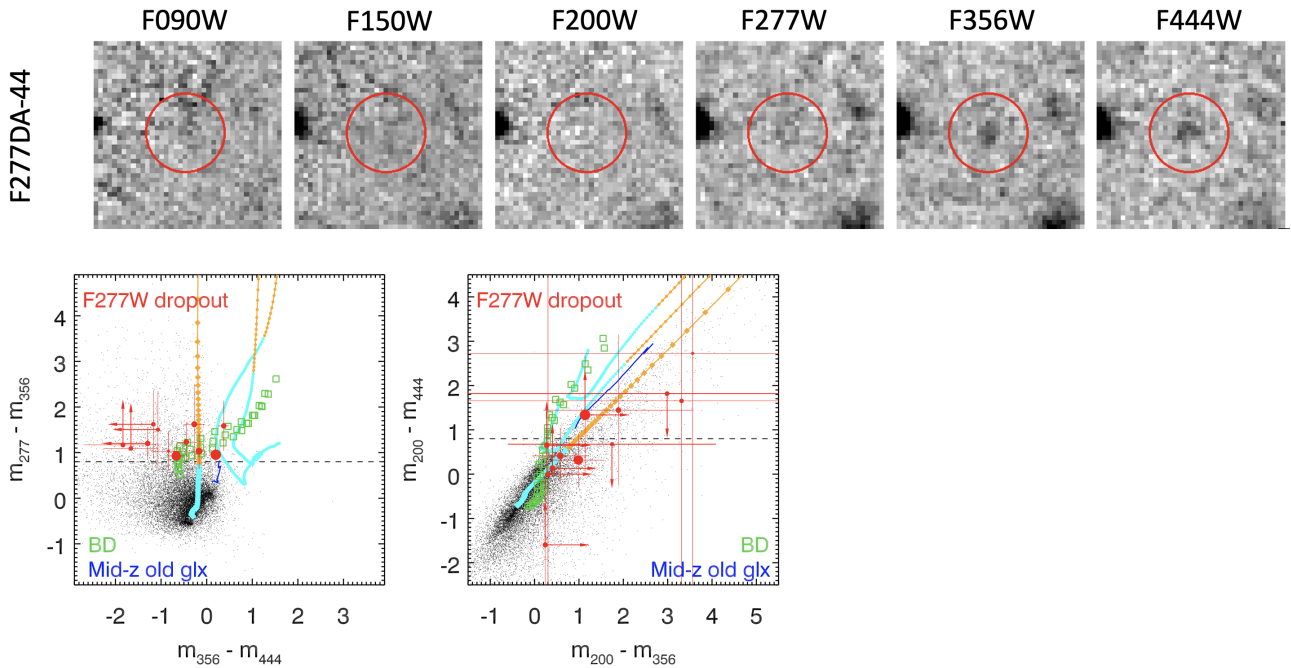 F090W F150W F200W F277W F356W F444W
F277DA-44
F277W dropout
BD
Mid-z old glx
4
3
2
1
0
-1
-2 -1 0 1 2 3
m277 - m356
m356 - m444
F277W dropout
BD
Mid-z old glx
4
3
2
1
0
-1
-2
-1 0 1 2 3 4 5
m200 - m444
m200 - m356